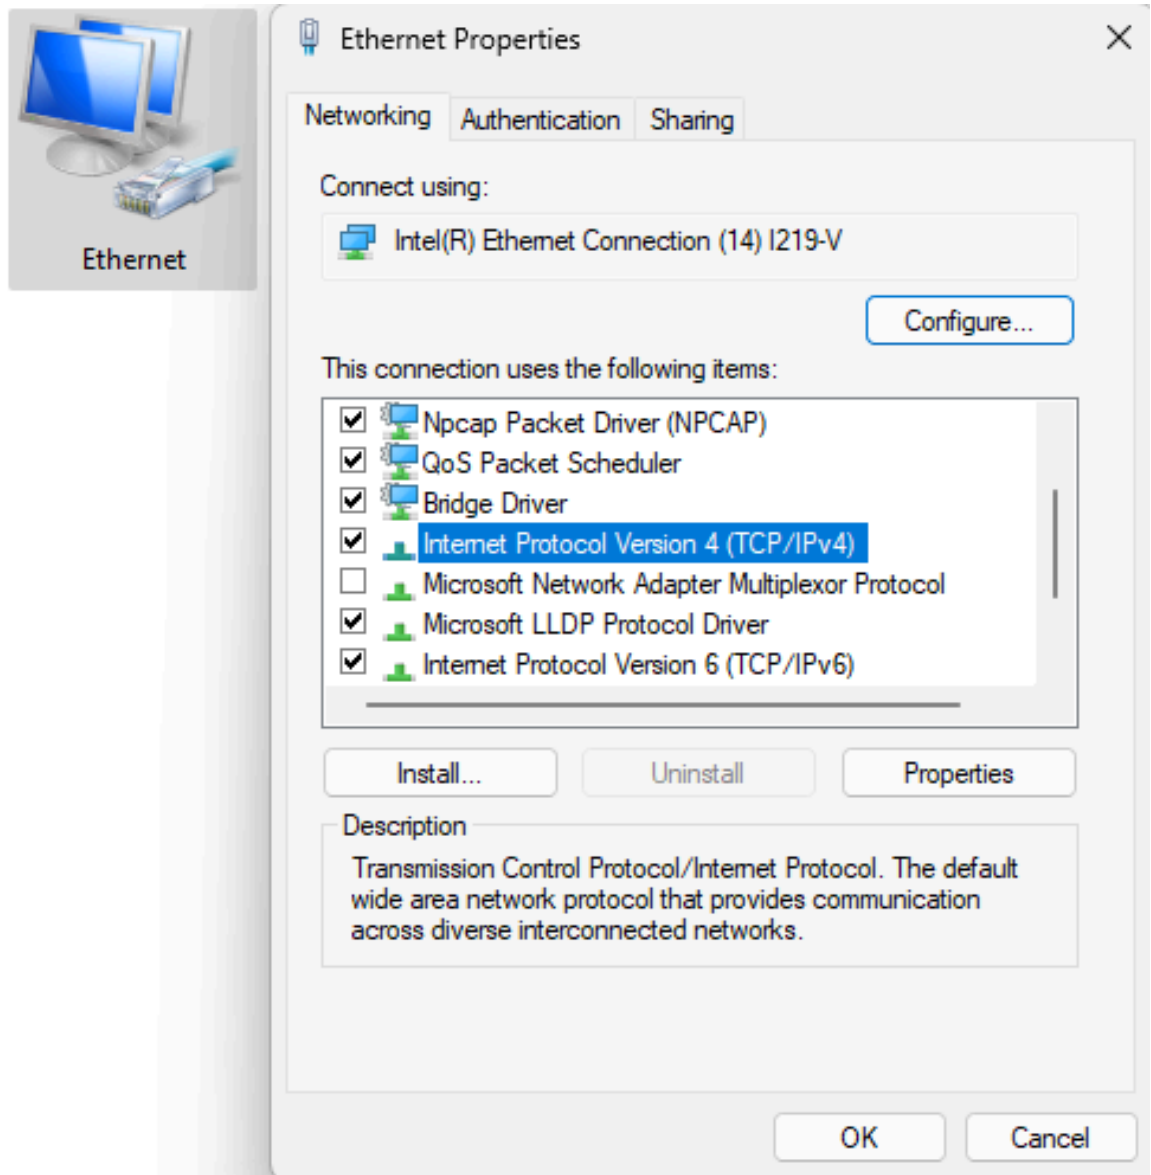 Ethernet
Ethernet Properties
Networking
Authentication
Sharing
Connect using:
Intel(R) Ethernet Connection (14) I219-V
Configure...
This connection uses the following items:
Npcap Packet Driver (NPCAP)
QoS Packet Scheduler
Bridge Driver
Internet Protocol Version 4 (TCP/IPv4)
Microsoft Network Adapter Multiplexor Protocol
Microsoft LLDP Protocol Driver
Internet Protocol Version 6 (TCP/IPv6)
Install...
Uninstall
Properties
Description
Transmission Control Protocol/Internet Protocol. The default
wide area network protocol that provides communication
across diverse interconnected networks.
OK
Cancel